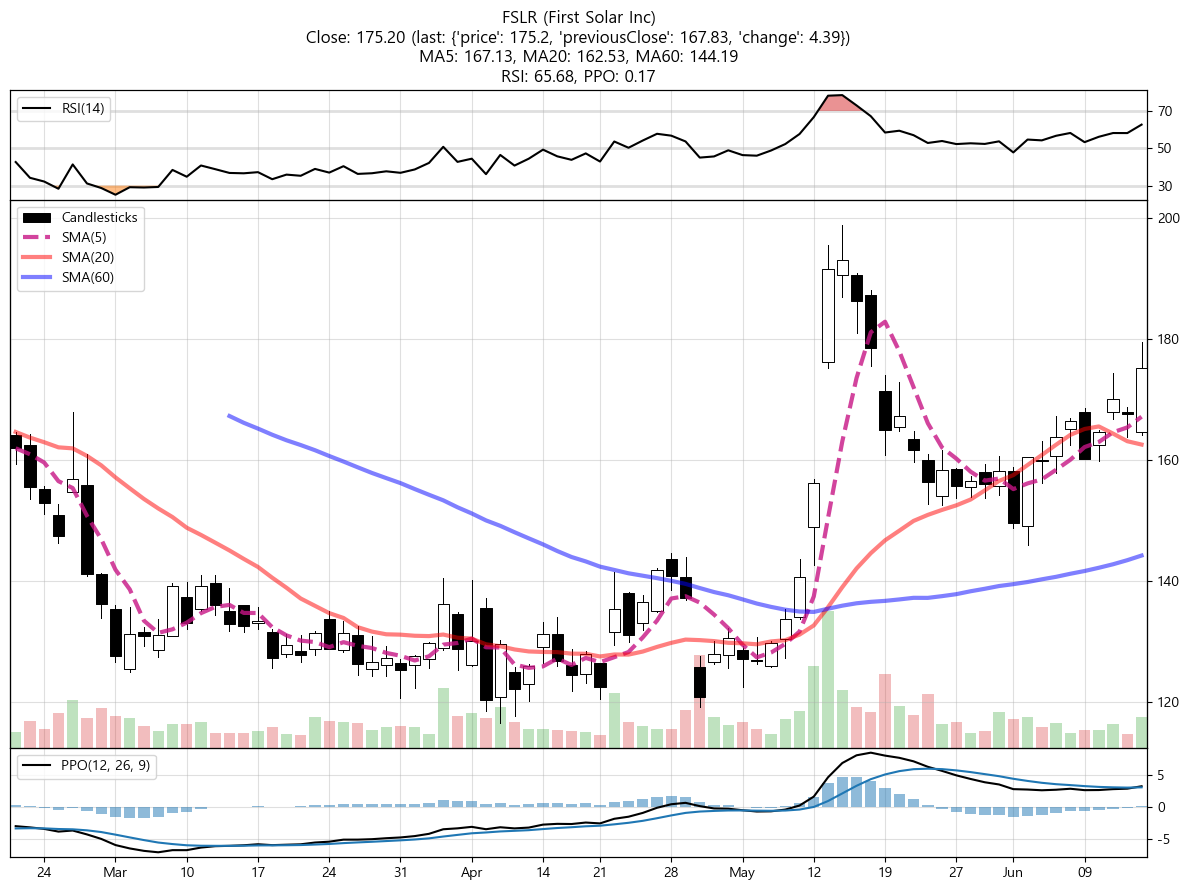 FSLR (First Solar Inc)
Close: 175.20 (last: {'price': 175.2, 'previousClose': 167.83, 'change': 4.39})
MA5: 167.13, MA20: 162.53, MA60: 144.19
RSI: 65.68, PPO: 0.17
RSI(14)
70
50
30
Candlesticks
SMA(5)
SMA(20)
SMA(60)
200
180
160
140
120
PPO(12, 26, 9)
5
0
-5
24 Mar 10 17 24 31 Apr 14 21 28 May 12 19 27 Jun 09